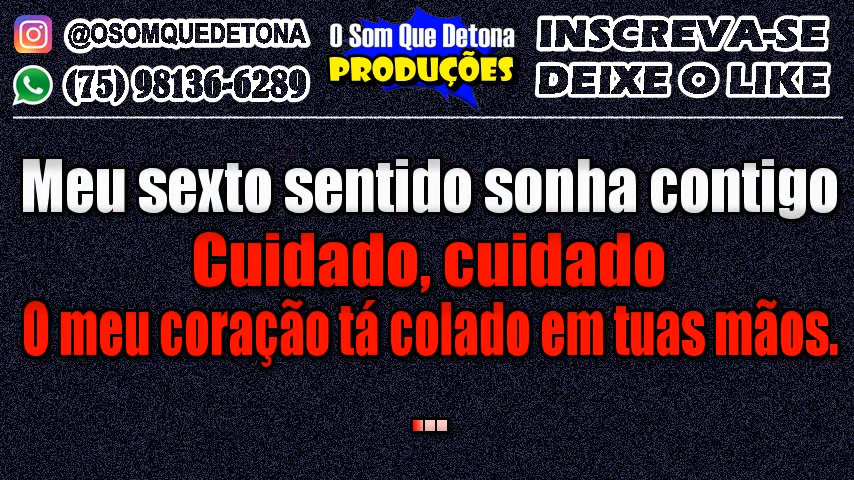 @OSOMQUEDETONA
(75) 98136-6289
O Som Que Detona
PRODUÇÕES
INSCREVA-SE
DEIXE O LIKE
Meu sexto sentido sonha contigo
Cuidado, cuidado
O meu coração tá colado em tuas mãos.